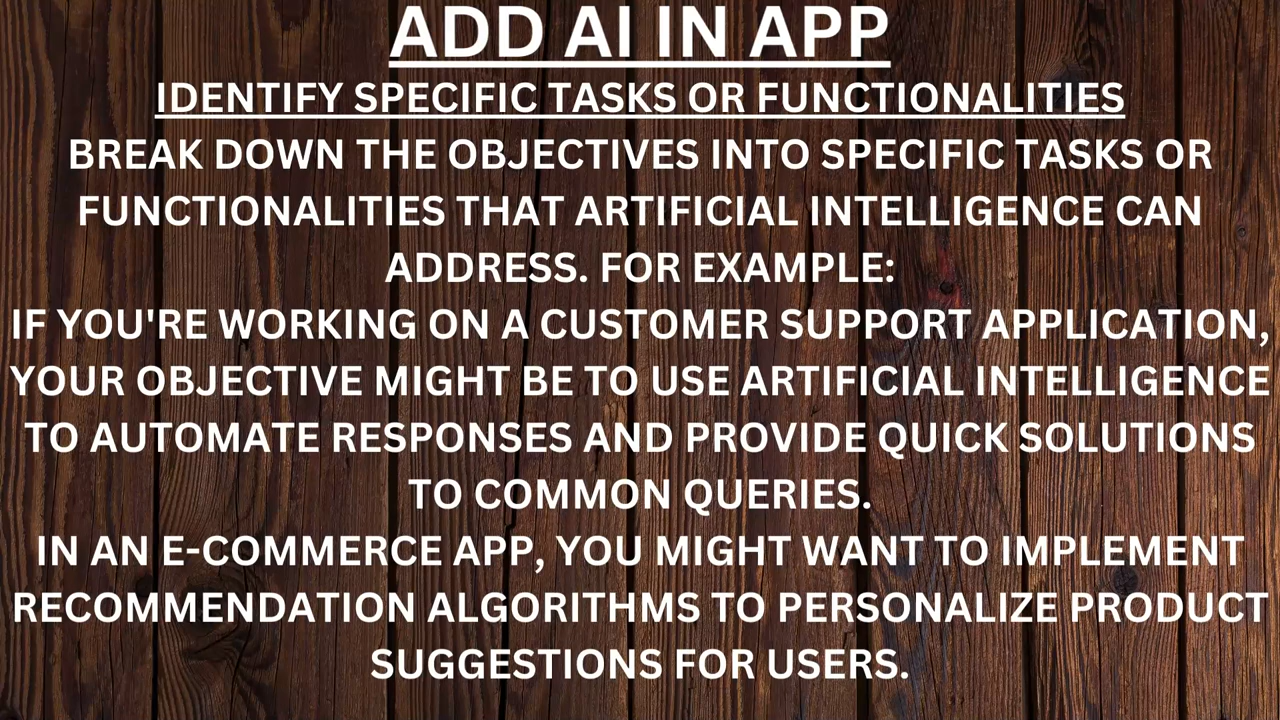 ADD AI IN APP
IDENTIFY SPECIFIC TASKS OR FUNCTIONALITIES
BREAK DOWN THE OBJECTIVES INTO SPECIFIC TASKS OR
FUNCTIONALITIES THAT ARTIFICIAL INTELLIGENCE CAN
ADDRESS. FOR EXAMPLE:
IF YOU'RE WORKING ON A CUSTOMER SUPPORT APPLICATION,
YOUR OBJECTIVE MIGHT BE TO USE ARTIFICIAL INTELLIGENCE
TO AUTOMATE RESPONSES AND PROVIDE QUICK SOLUTIONS
TO COMMON QUERIES.
IN AN E-COMMERCE APP, YOU MIGHT WANT TO IMPLEMENT
RECOMMENDATION ALGORITHMS TO PERSONALIZE PRODUCT
SUGGESTIONS FOR USERS.